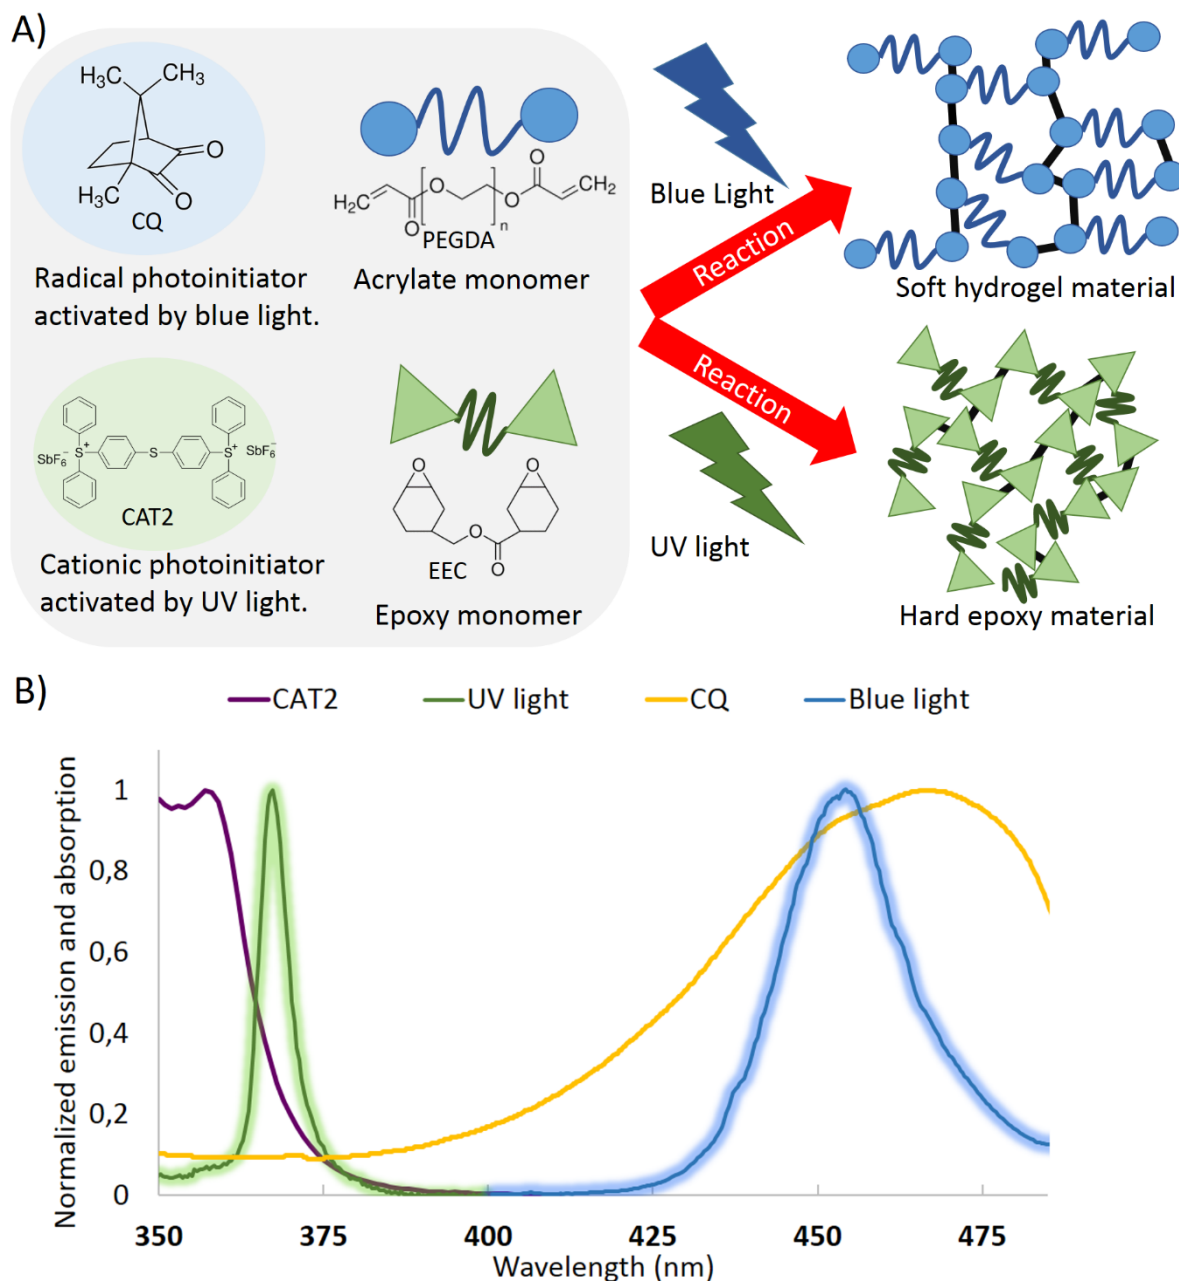 A)
H₃C
CH₃
O
O
H₃C
CQ
Radical photoinitiator
activated by blue light.
H₂C
O
O
n
O
O
CH₂
PEGDA
Acrylate monomer
SbF₆⁻
S⁺
S
S⁺
SbF₆⁻
CAT2
Cationic photoinitiator
activated by UV light.
O
O
O
O
EEC
Epoxy monomer
Blue Light
Reaction
Soft hydrogel material
Reaction
UV light
Hard epoxy material
B)
CAT2 UV light CQ Blue light
Normalized emission and absorption
1
0,8
0,6
0,4
0,2
0
350 375 400 425 450 475
Wavelength (nm)